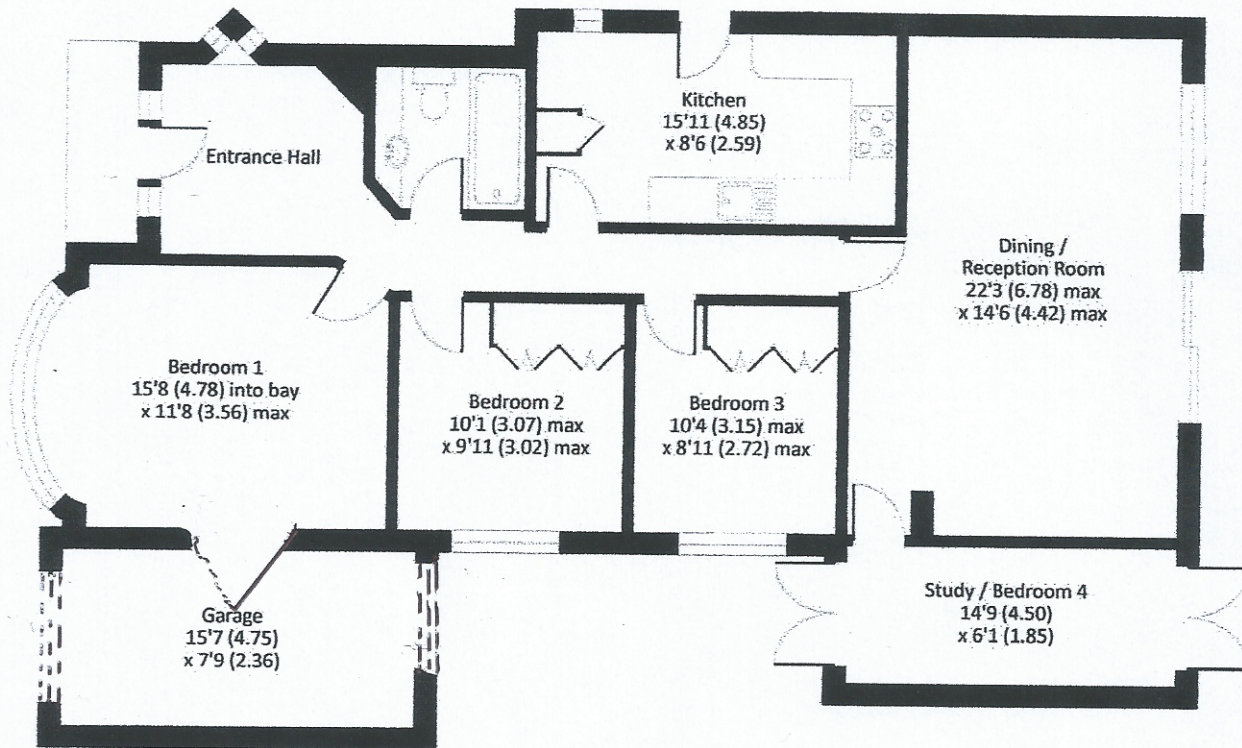 Kitchen
15'11 (4.85)
x 8'6 (2.59)
Entrance Hall
Dining /
Reception Room
22'3 (6.78) max
x 14'6 (4.42) max
Bedroom 1
15'8 (4.78) into bay
x 11'8 (3.56) max
Bedroom 2
10'1 (3.07) max
x 9'11 (3.02) max
Bedroom 3
10'4 (3.15) max
x 8'11 (2.72) max
Garage
15'7 (4.75)
x 7'9 (2.36)
Study / Bedroom 4
14'9 (4.50)
x 6'1 (1.85)